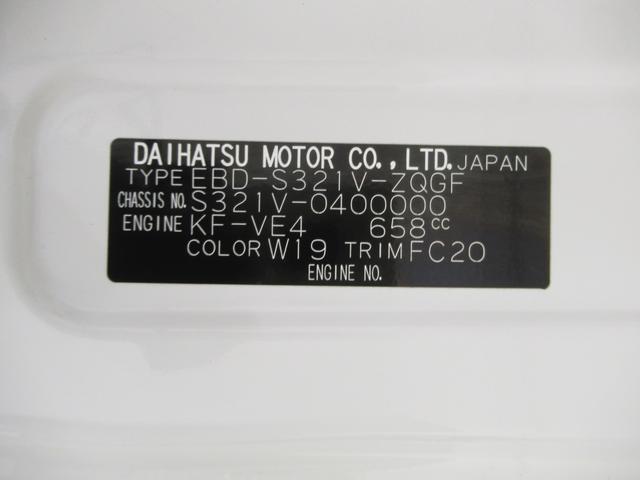 DAIHATSU MOTOR CO., LTD. JAPAN
TYPE EBD-S321V-ZQGF
CHASSIS NO. S321V-0400000
ENGINE KF-VE4 658cc
COLOR W19 TRIM FC20
ENGINE NO.